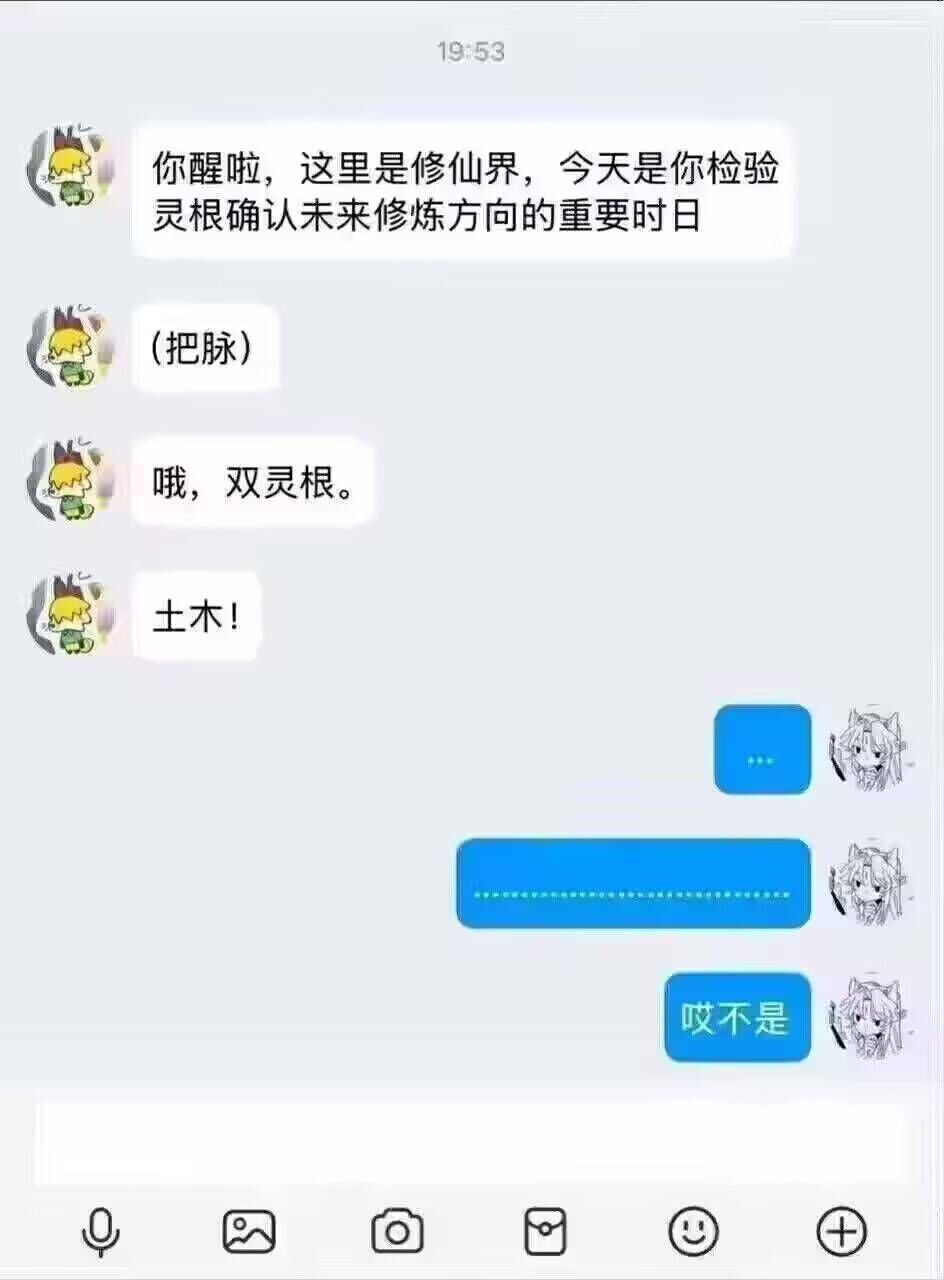 19:53
你醒啦，这里是修仙界，今天是你检验
灵根确认未来修炼方向的重要时日
（把脉）
哦，双灵根。
土木！
...
..................................
哎不是